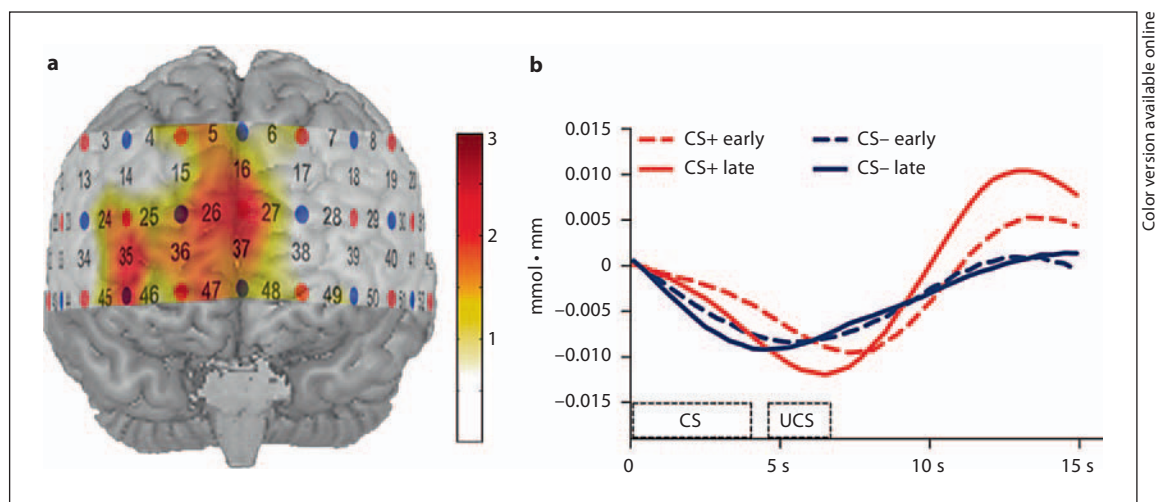 Color version available online
a
3
2
1
3 4 5 6 7 8
13 14 15 16 17 18 19 20
24 25 26 27 28 29 30 31
34 35 36 37 38 39 40 41
45 46 47 48 49 50
b
CS+ early
CS– early
CS+ late
CS– late
mmol • mm
0.015
0.010
0.005
0
–0.005
–0.010
–0.015
CS
UCS
0
5 s
10 s
15 s